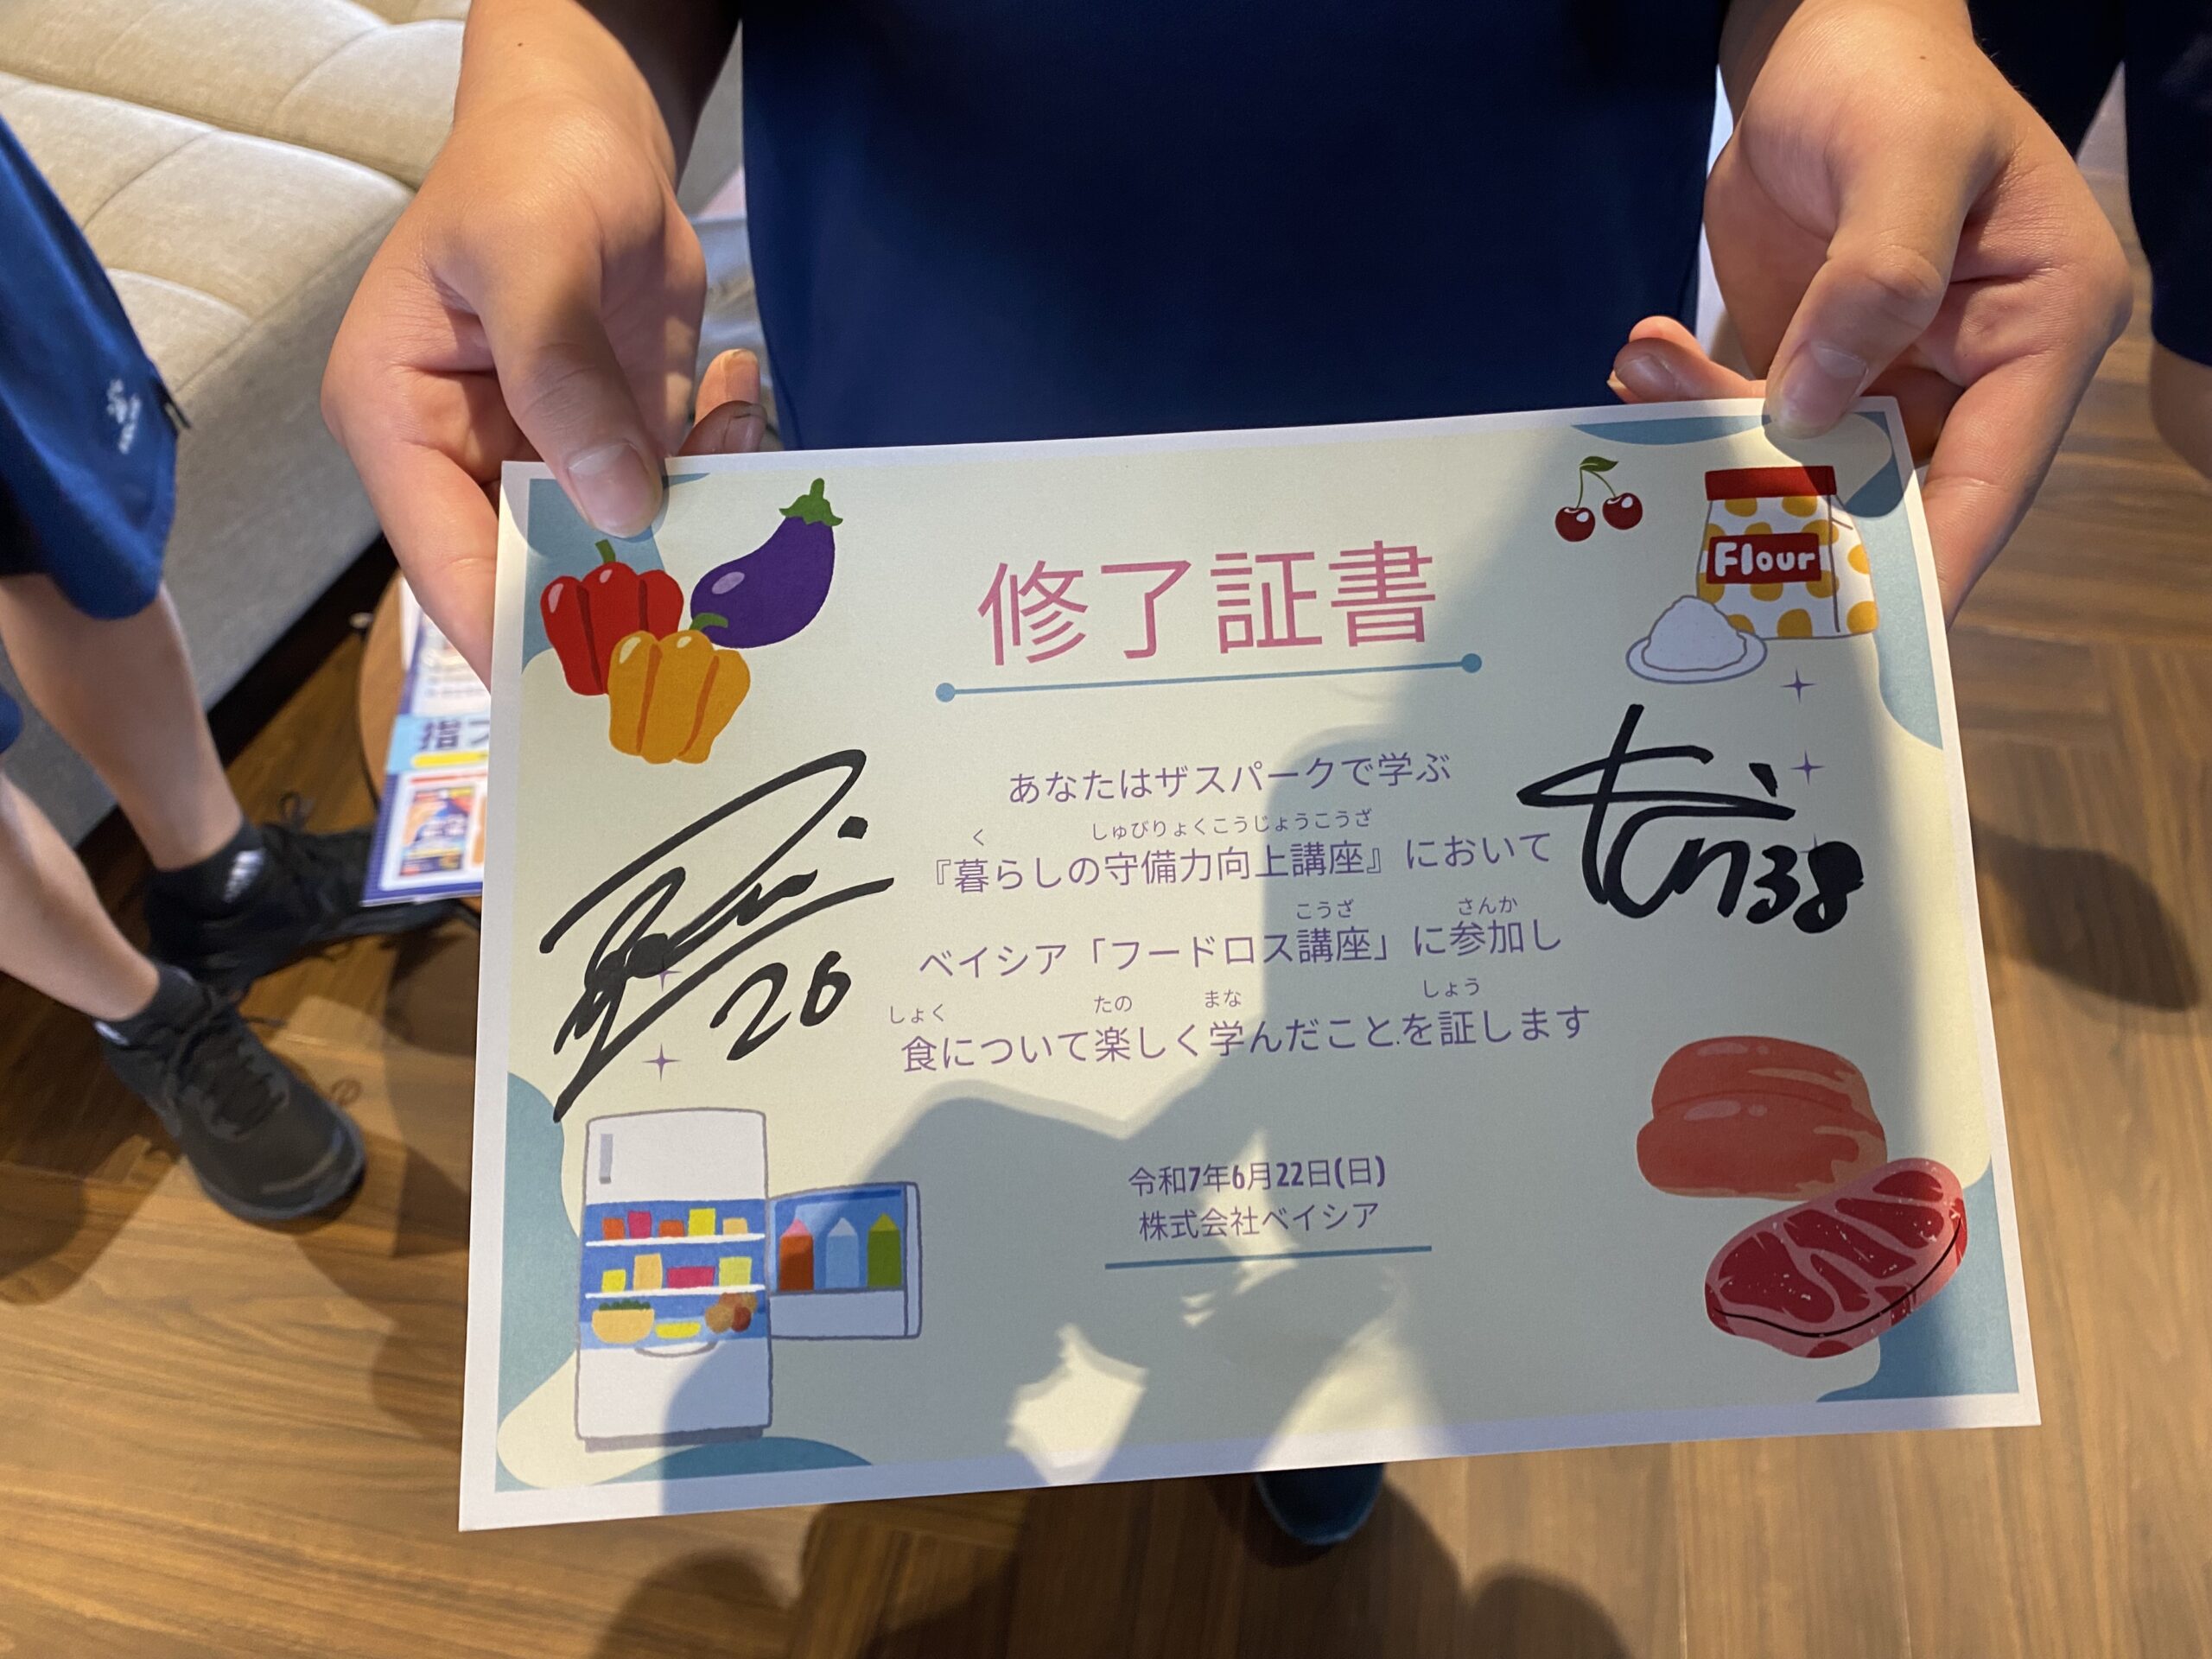 修了証書
Flour
あなたはザスパークで学ぶ
く しゅびりょくこうじょうこうざ
『暮らしの守備力向上講座』において
こうざ さんか
ベイシア「フードロス講座」に参加し
しょく たの まな しょう
食について楽しく学んだことを証します
26
38
令和7年6月22日(日)
株式会社ベイシア